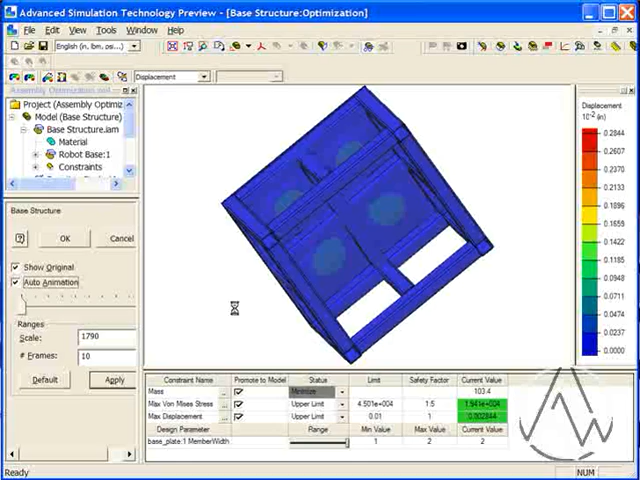 Advanced Simulation Technology Preview - [Base Structure:Optimization]
File Edit View Tools Window Help
English (in, lbm, psi,...)
Displacement
Assembly Optimization
Project (Assembly Optimiz
Model (Base Structure)
Base Structure.iam
Material
Robot Base:1
Constraints
Base Structure
OK Cancel
Show Original
Auto Animation
Ranges
Scale: 1790
# Frames: 10
Default Apply
Displacement
10⁻² (in)
0.2844
0.2607
0.2370
0.2133
0.1896
0.1659
0.1422
0.1185
0.0948
0.0711
0.0474
0.0237
0.0000
Constraint Name Promote to Model Status Limit Safety Factor Current Value
Mass ... Minimize 103.4
Max Von Mises Stress ... Upper Limit 4.501e+004 1.5 1.541e+004
Max Displacement ... Upper Limit 0.01 1 0.002844
Design Parameter Range Min Value Max Value Current Value
base_plate:1 MemberWidth 1 2 2
Ready NUM